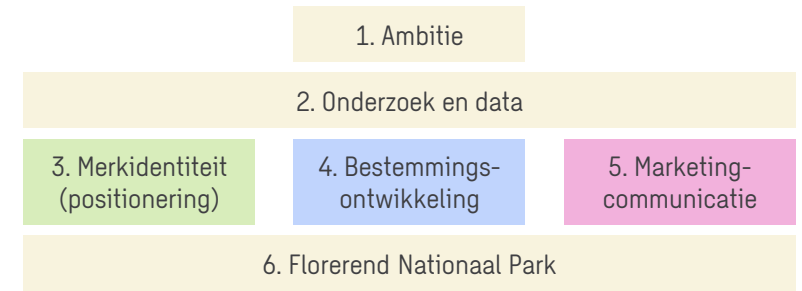 1. Ambitie
2. Onderzoek en data
3. Merkidentiteit
(positionering)
4. Bestemmings-
ontwikkeling
5. Marketing-
communicatie
6. Florerend Nationaal Park